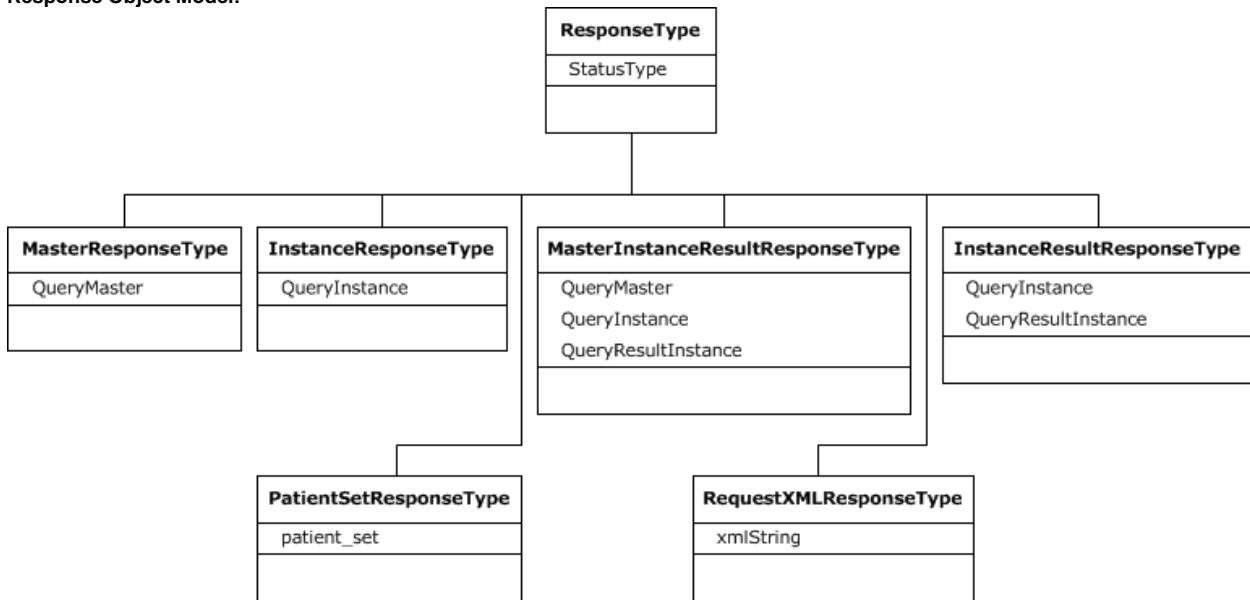 Response Object Model:
ResponseType
StatusType
MasterResponseType
QueryMaster
InstanceResponseType
QueryInstance
MasterInstanceResultResponseType
QueryMaster
QueryInstance
QueryResultInstance
InstanceResultResponseType
QueryInstance
QueryResultInstance
PatientSetResponseType
patient_set
RequestXMLResponseType
xmlString